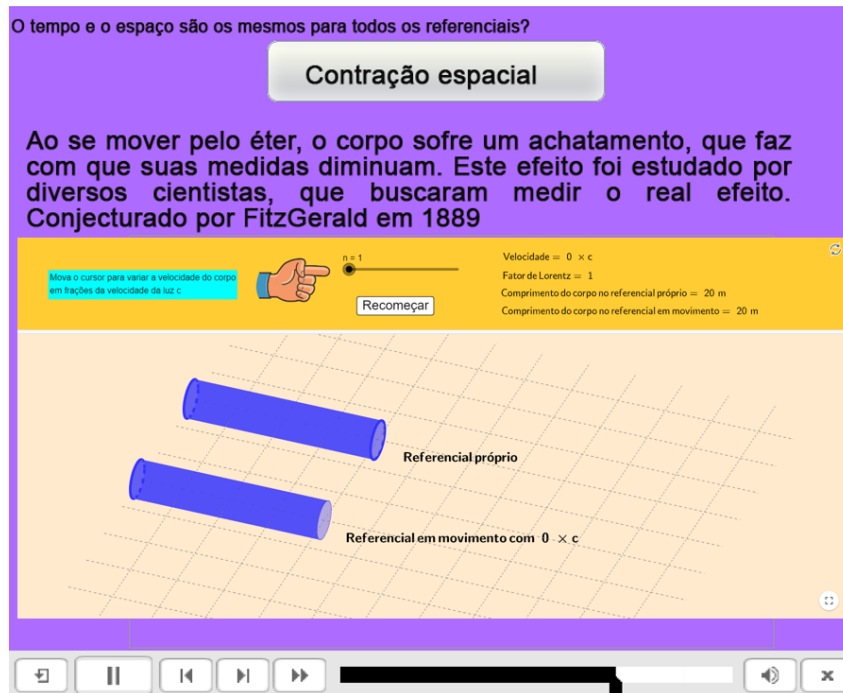 O tempo e o espaço são os mesmos para todos os referenciais?
Contração espacial
Ao se mover pelo éter, o corpo sofre um achatamento, que faz
com que suas medidas diminuam. Este efeito foi estudado por
diversos cientistas, que buscaram medir o real efeito.
Conjecturado por FitzGerald em 1889
Mova o cursor para variar a velocidade do corpo
em frações da velocidade da luz c
n = 1
Recomeçar
Velocidade = 0 × c
Fator de Lorentz = 1
Comprimento do corpo no referencial próprio = 20 m
Comprimento do corpo no referencial em movimento = 20 m
Referencial próprio
Referencial em movimento com 0 × c